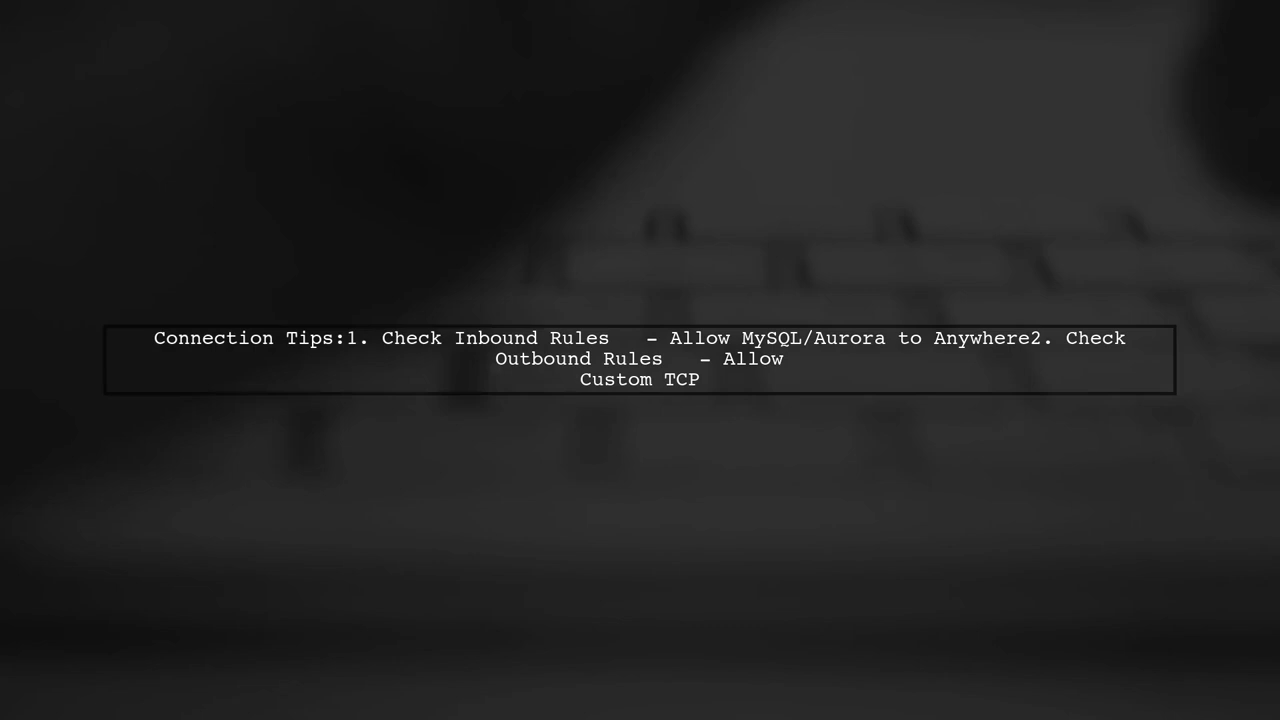 Connection Tips:1. Check Inbound Rules   - Allow MySQL/Aurora to Anywhere2. Check
Outbound Rules   - Allow
Custom TCP